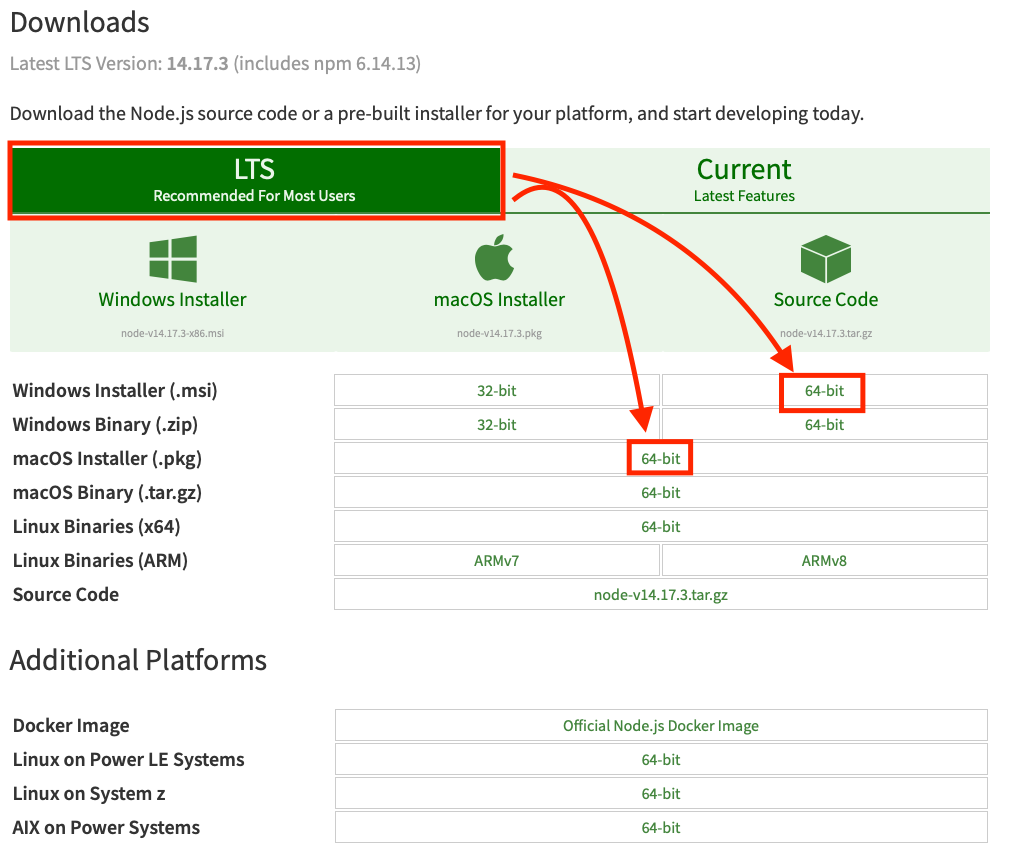 Downloads
Latest LTS Version: 14.17.3 (includes npm 6.14.13)
Download the Node.js source code or a pre-built installer for your platform, and start developing today.
LTS
Recommended For Most Users
Current
Latest Features
Windows Installer
node-v14.17.3-x86.msi
macOS Installer
node-v14.17.3.pkg
Source Code
node-v14.17.3.tar.gz
Windows Installer (.msi) 32-bit 64-bit
Windows Binary (.zip) 32-bit 64-bit
macOS Installer (.pkg) 64-bit
macOS Binary (.tar.gz) 64-bit
Linux Binaries (x64) 64-bit
Linux Binaries (ARM) ARMv7 ARMv8
Source Code node-v14.17.3.tar.gz
Additional Platforms
Docker Image Official Node.js Docker Image
Linux on Power LE Systems 64-bit
Linux on System z 64-bit
AIX on Power Systems 64-bit